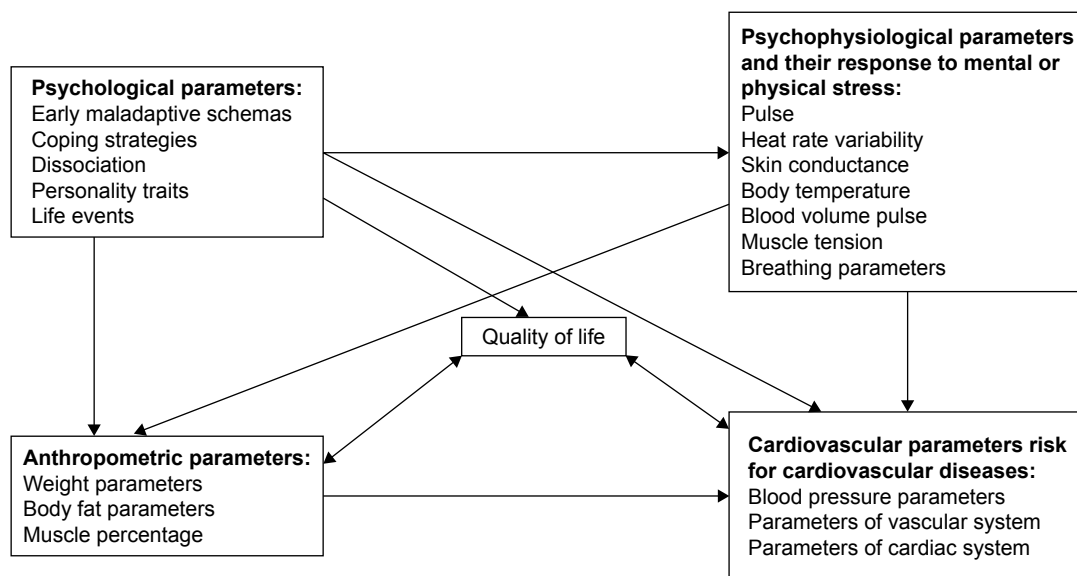 Psychological parameters:
Early maladaptive schemas
Coping strategies
Dissociation
Personality traits
Life events
Psychophysiological parameters
and their response to mental or
physical stress:
Pulse
Heat rate variability
Skin conductance
Body temperature
Blood volume pulse
Muscle tension
Breathing parameters
Quality of life
Anthropometric parameters:
Weight parameters
Body fat parameters
Muscle percentage
Cardiovascular parameters risk
for cardiovascular diseases:
Blood pressure parameters
Parameters of vascular system
Parameters of cardiac system